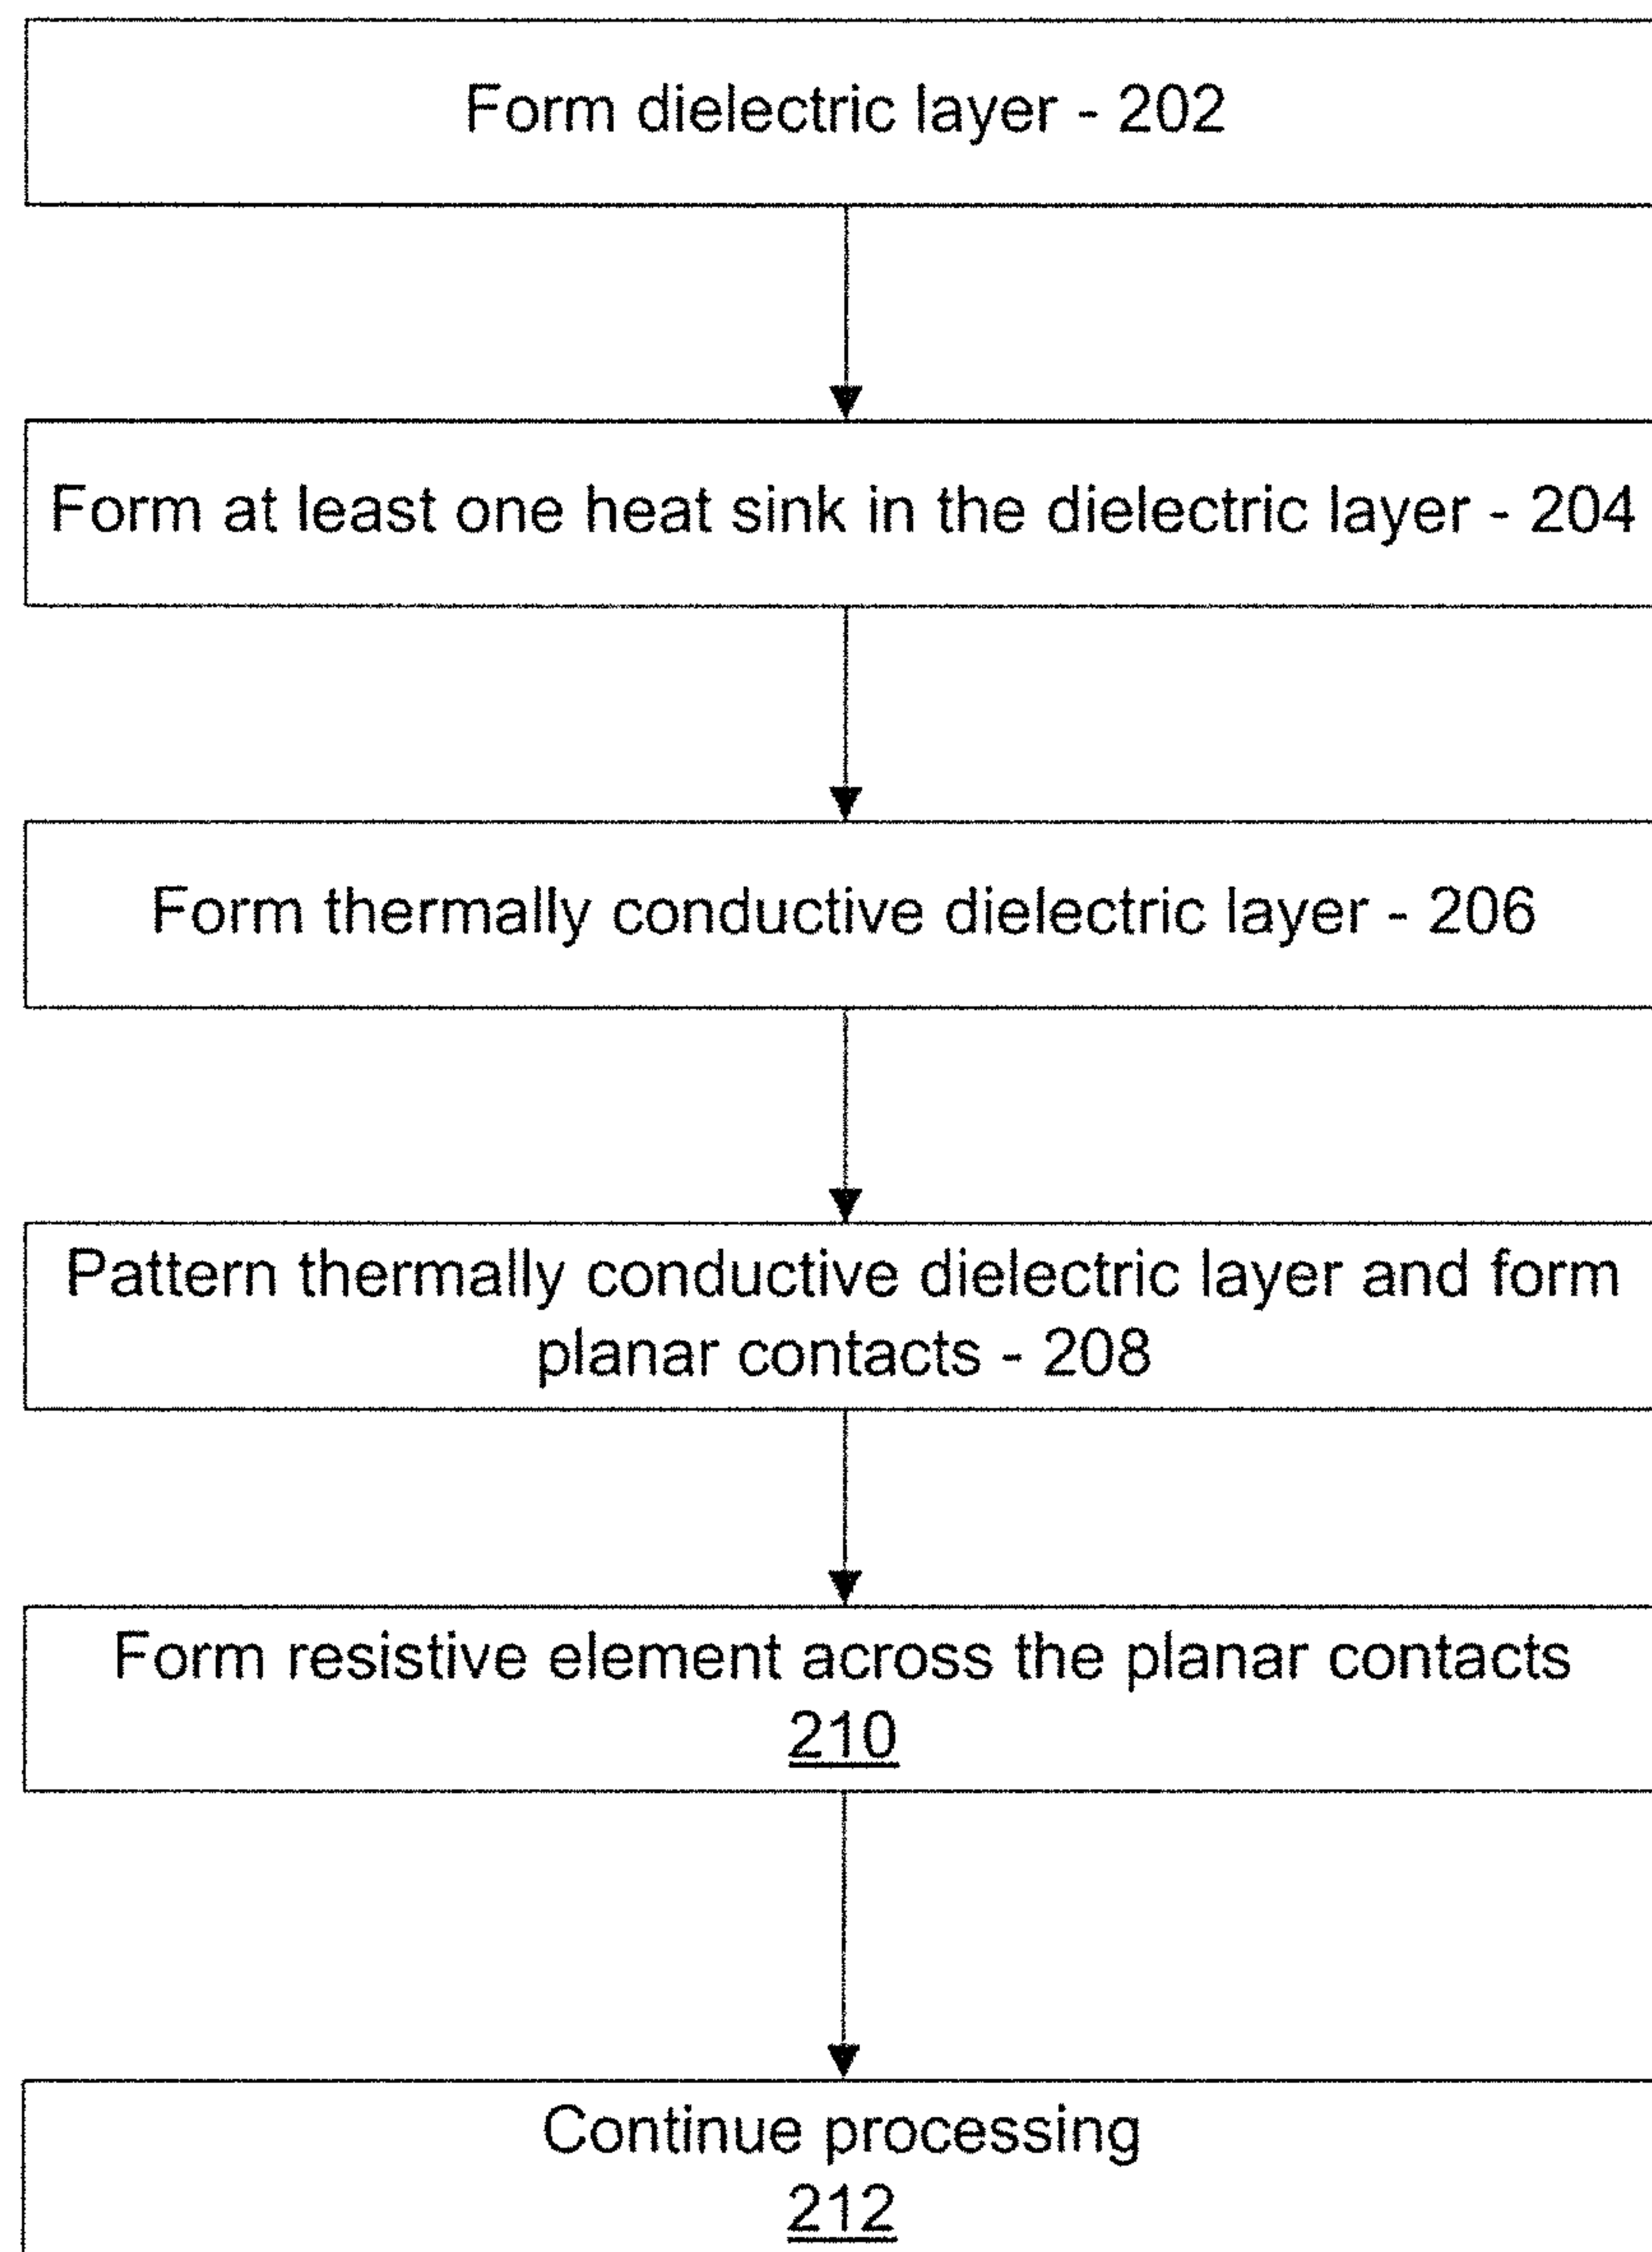 Form dielectric layer - 202
Form at least one heat sink in the dielectric layer - 204
Form thermally conductive dielectric layer - 206
Pattern thermally conductive dielectric layer and form
planar contacts - 208
Form resistive element across the planar contacts
210
Continue processing
212